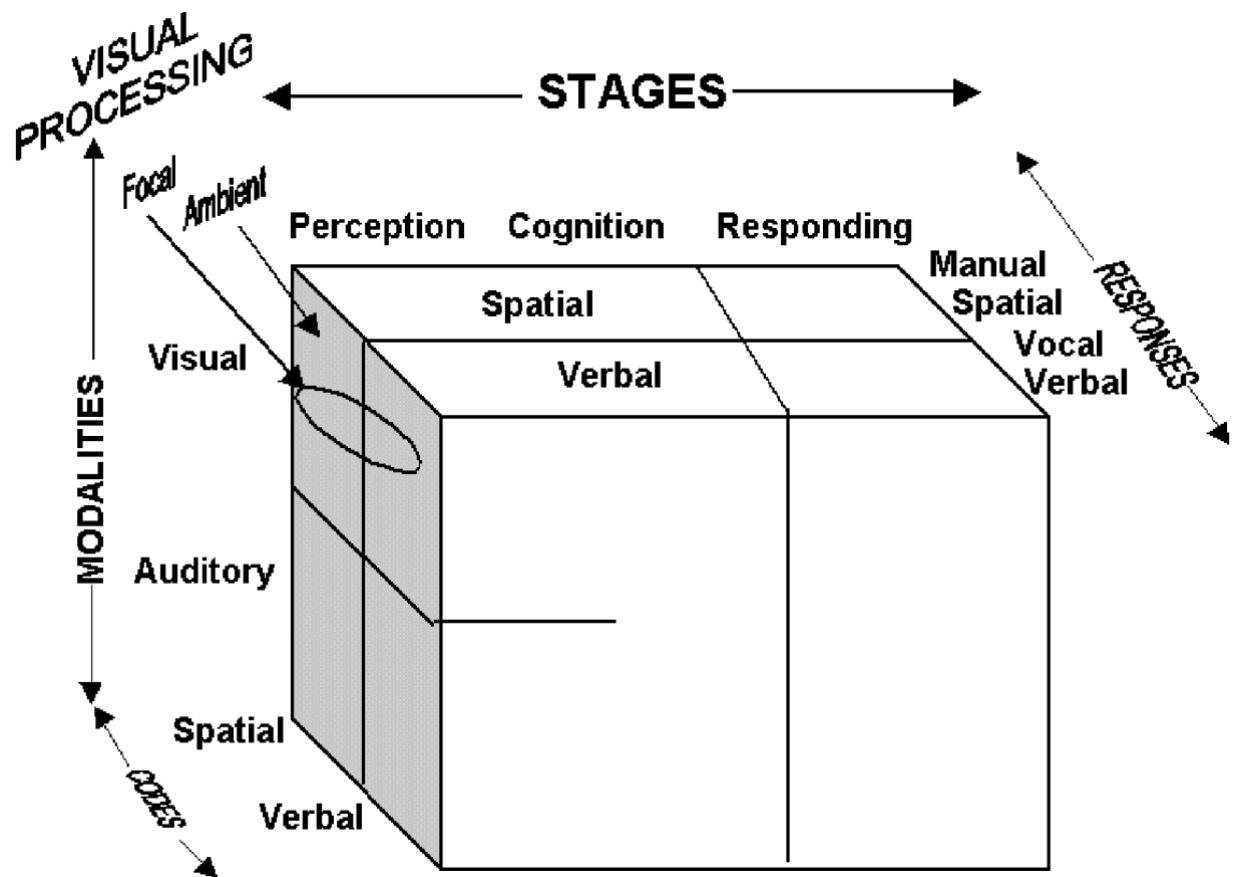 VISUAL
PROCESSING
STAGES
Focal
Ambient
Perception Cognition Responding
Manual
Spatial
Vocal
Verbal
RESPONSES
Spatial
Verbal
Visual
MODALITIES
Auditory
Spatial
Verbal
CODES